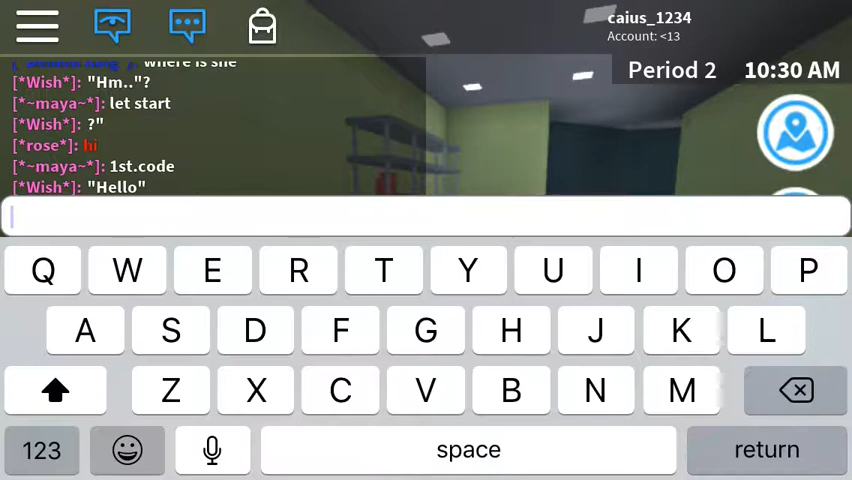 caius_1234
Account: <13
Period 2 10:30 AM
where is she
[*Wish*]: "Hm.."?
[*~maya~*]: let start
[*Wish*]: ?"
[*rose*]: hi
[*~maya~*]: 1st.code
[*Wish*]: "Hello"
Q W E R T Y U I O P
A S D F G H J K L
Z X C V B N M
123 space return